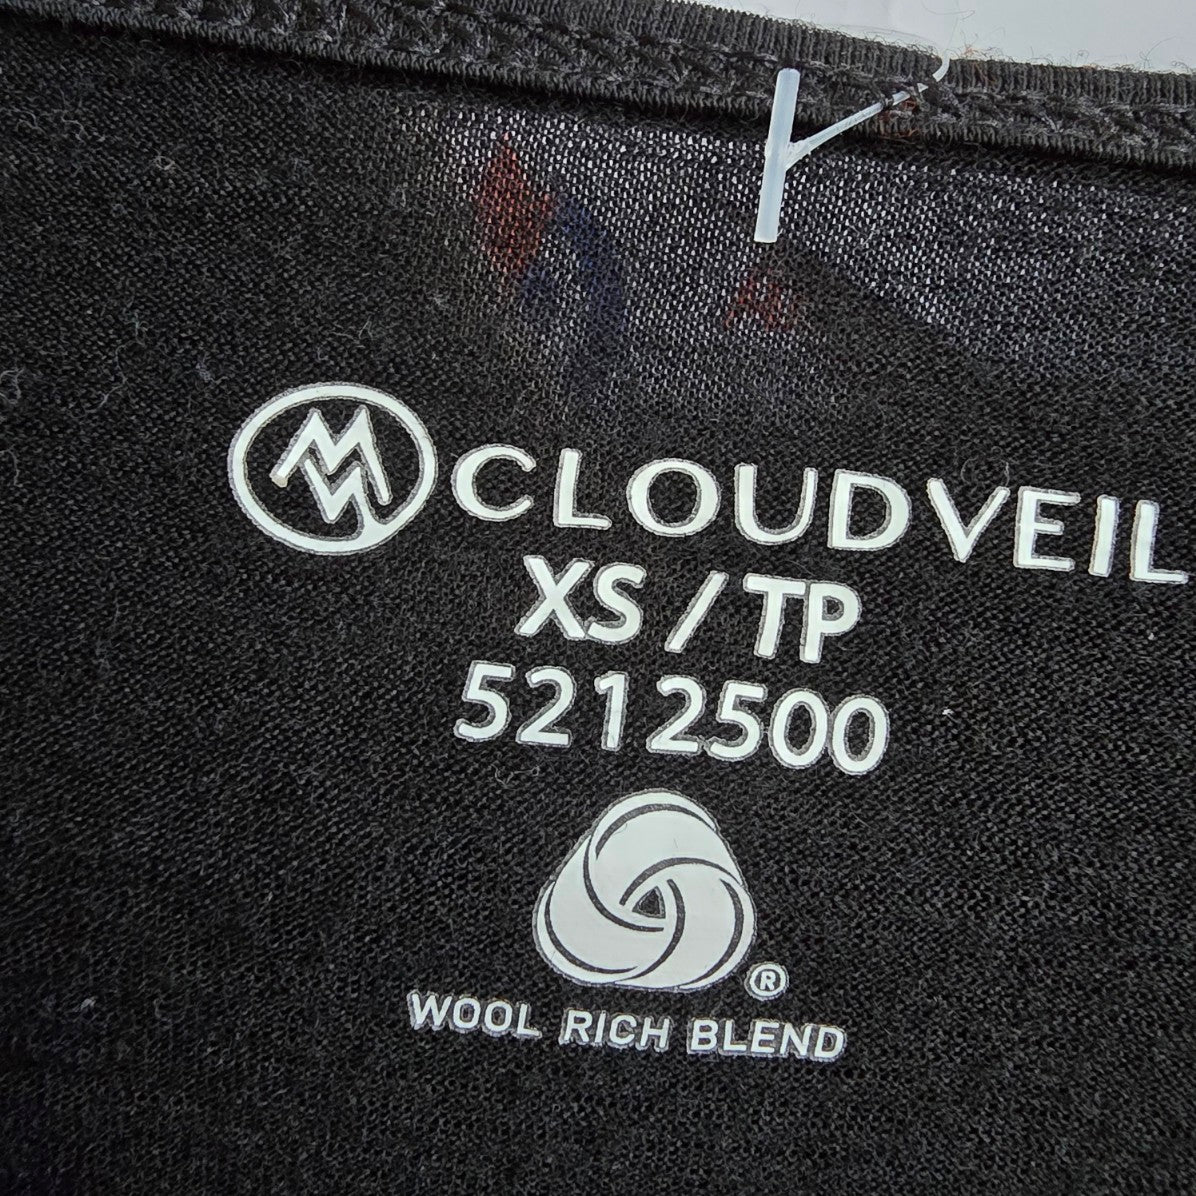 CLOUDVEIL
XS / TP
5212500
®
WOOL RICH BLEND